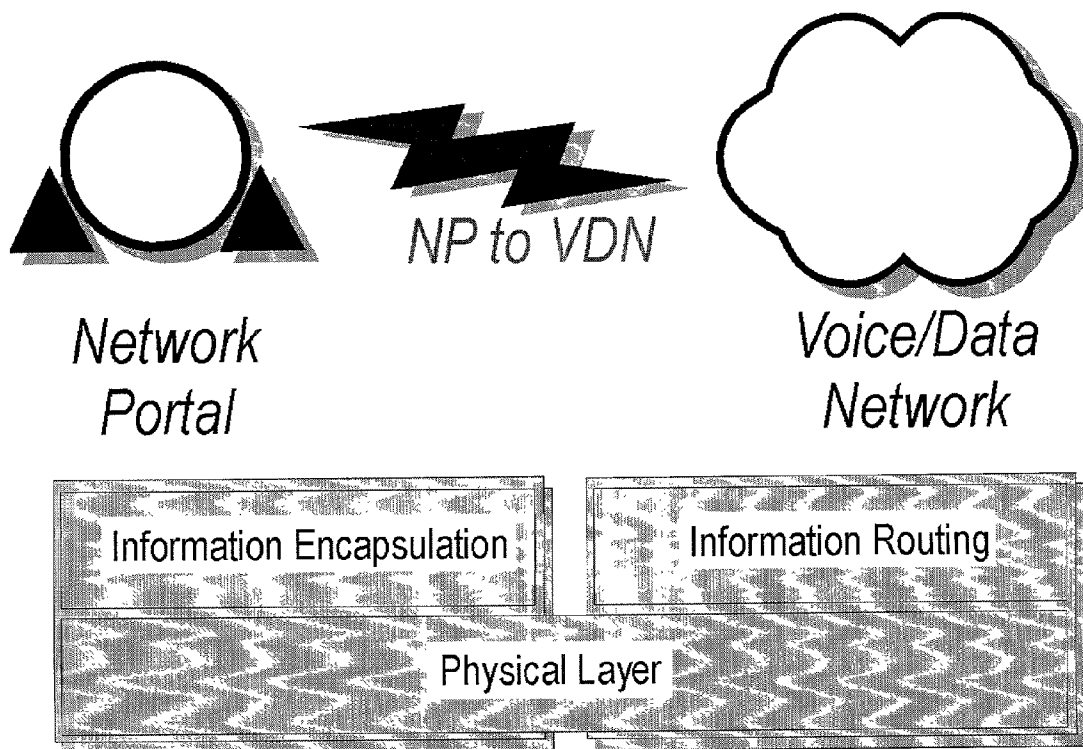 NP to VDN
Network
Portal
Voice/Data
Network
Information Encapsulation
Information Routing
Physical Layer